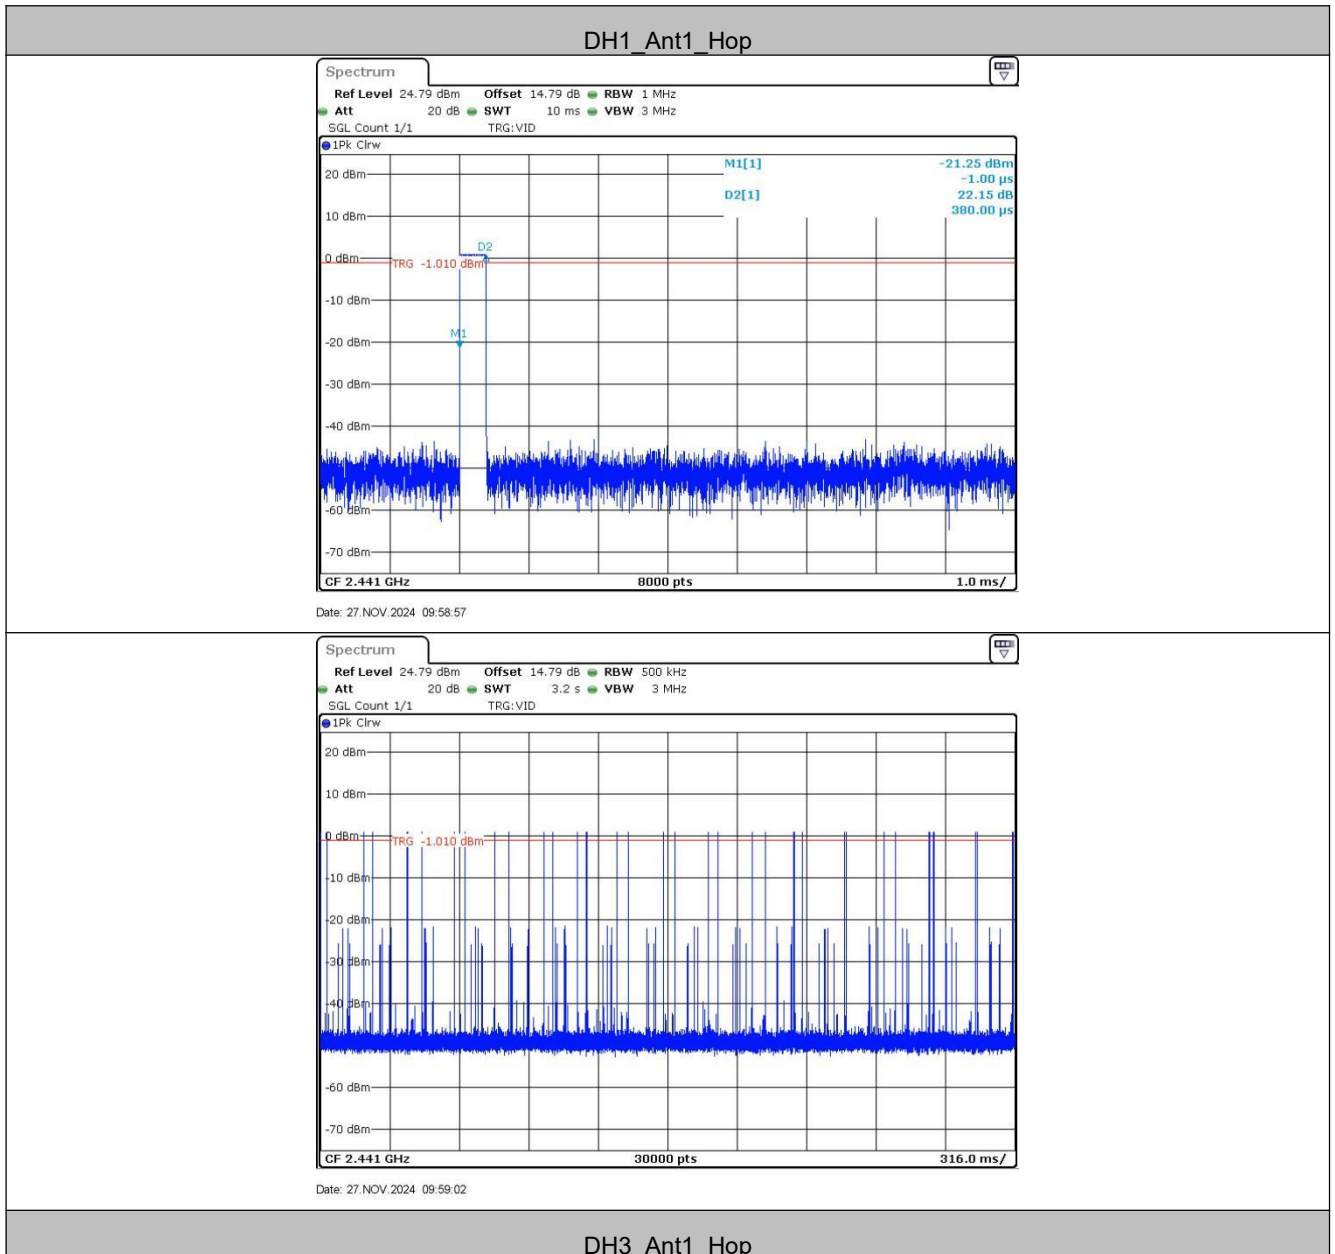 DH1_Ant1_Hop
Spectrum
Ref Level 24.79 dBm Offset 14.79 dB RBW 1 MHz
Att 20 dB SWT 10 ms VBW 3 MHz
SGL Count 1/1 TRG:VID
1Pk Clrw
M1[1] -21.25 dBm
-1.00 µs
D2[1] 22.15 dB
380.00 µs
20 dBm
10 dBm
D2
0 dBm
TRG -1.010 dBm
-10 dBm
M1
-20 dBm
-30 dBm
-40 dBm
-60 dBm
-70 dBm
CF 2.441 GHz 8000 pts 1.0 ms/
Date: 27.NOV.2024 09:58:57
Spectrum
Ref Level 24.79 dBm Offset 14.79 dB RBW 500 kHz
Att 20 dB SWT 3.2 s VBW 3 MHz
SGL Count 1/1 TRG:VID
1Pk Clrw
20 dBm
10 dBm
0 dBm
TRG -1.010 dBm
-10 dBm
-20 dBm
-30 dBm
-40 dBm
-60 dBm
-70 dBm
CF 2.441 GHz 30000 pts 316.0 ms/
Date: 27.NOV.2024 09:59:02
DH3_Ant1_Hop